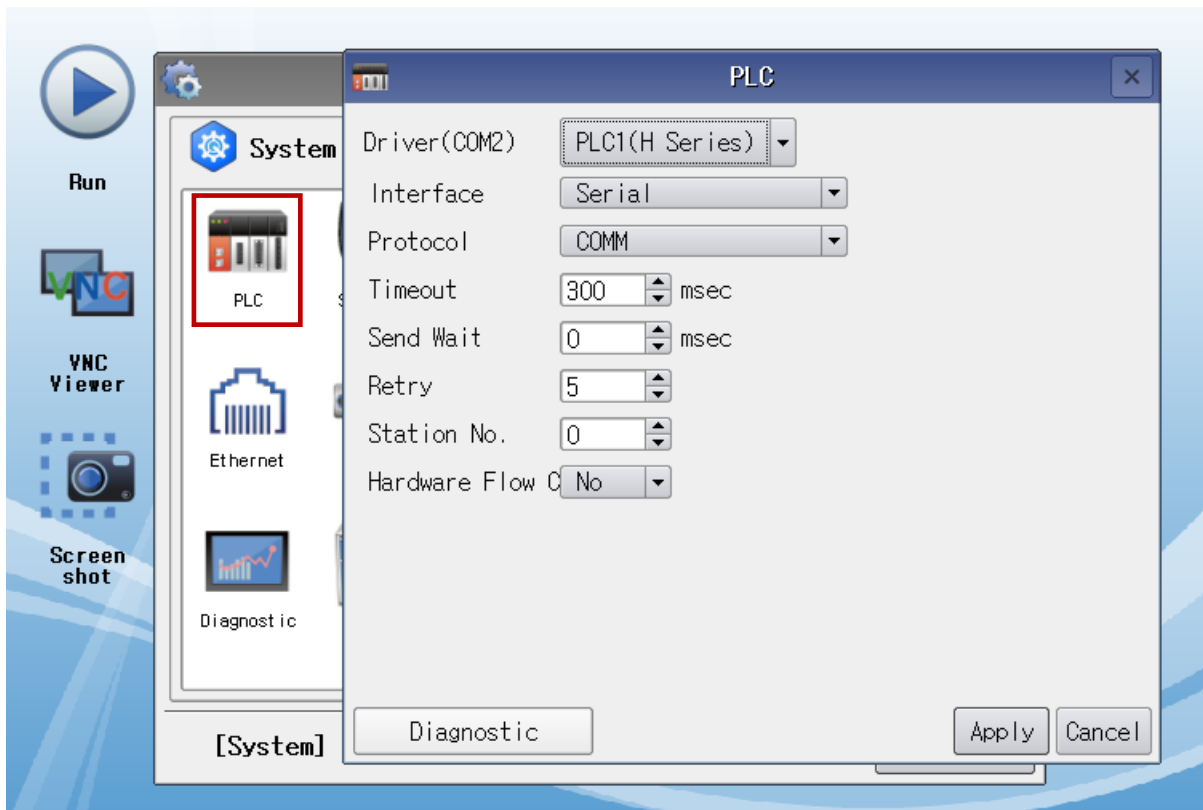 Run
VNC
VNC
Viewer
Screen
shot
System
PLC
S
Ethernet
Diagnostic
[System]
PLC
Driver(COM2) PLC1(H Series)
Interface Serial
Protocol COMM
Timeout 300 msec
Send Wait 0 msec
Retry 5
Station No. 0
Hardware Flow C No
Diagnostic Apply Cancel